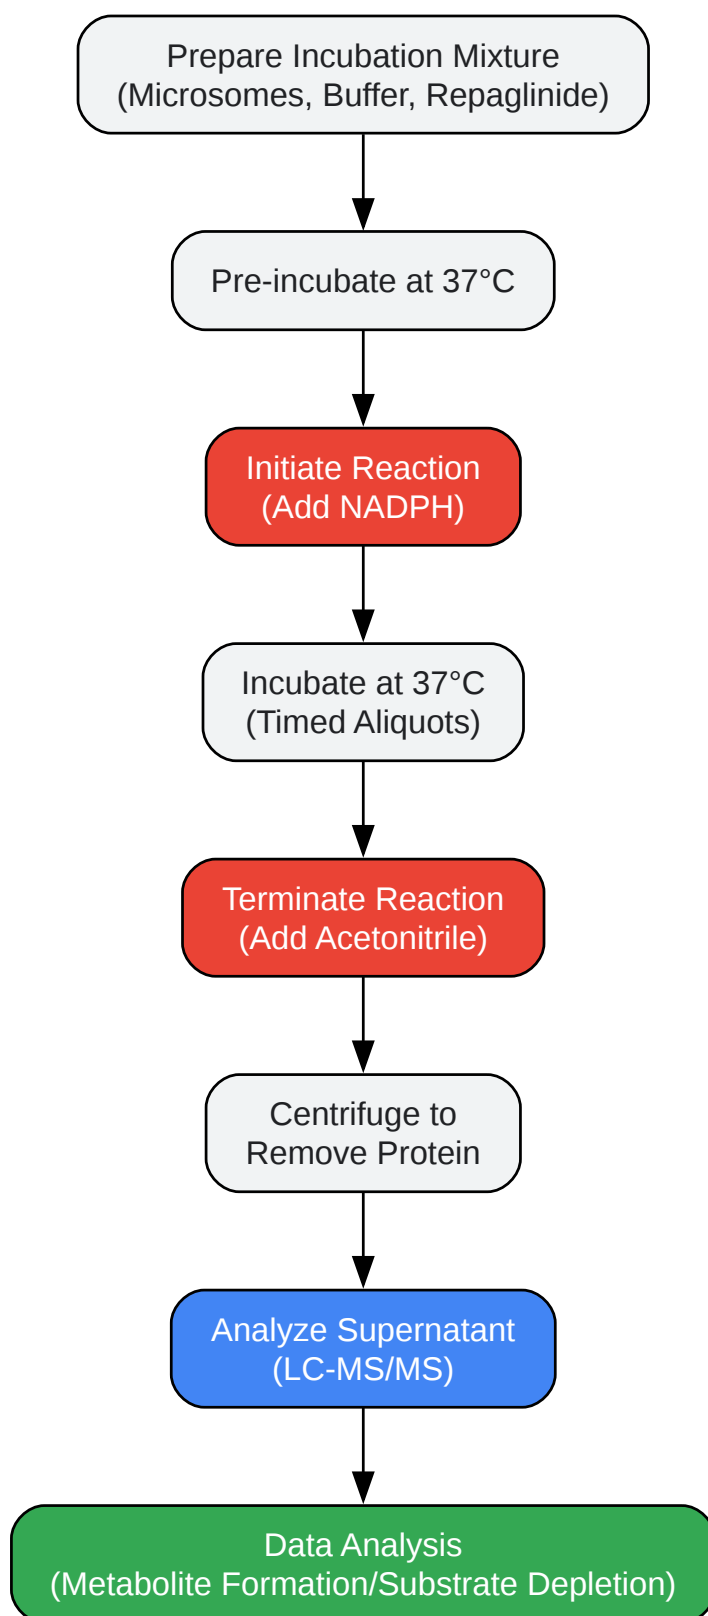 Prepare Incubation Mixture
(Microsomes, Buffer, Repaglinide)
Pre-incubate at 37°C
Initiate Reaction
(Add NADPH)
Incubate at 37°C
(Timed Aliquots)
Terminate Reaction
(Add Acetonitrile)
Centrifuge to
Remove Protein
Analyze Supernatant
(LC-MS/MS)
Data Analysis
(Metabolite Formation/Substrate Depletion)